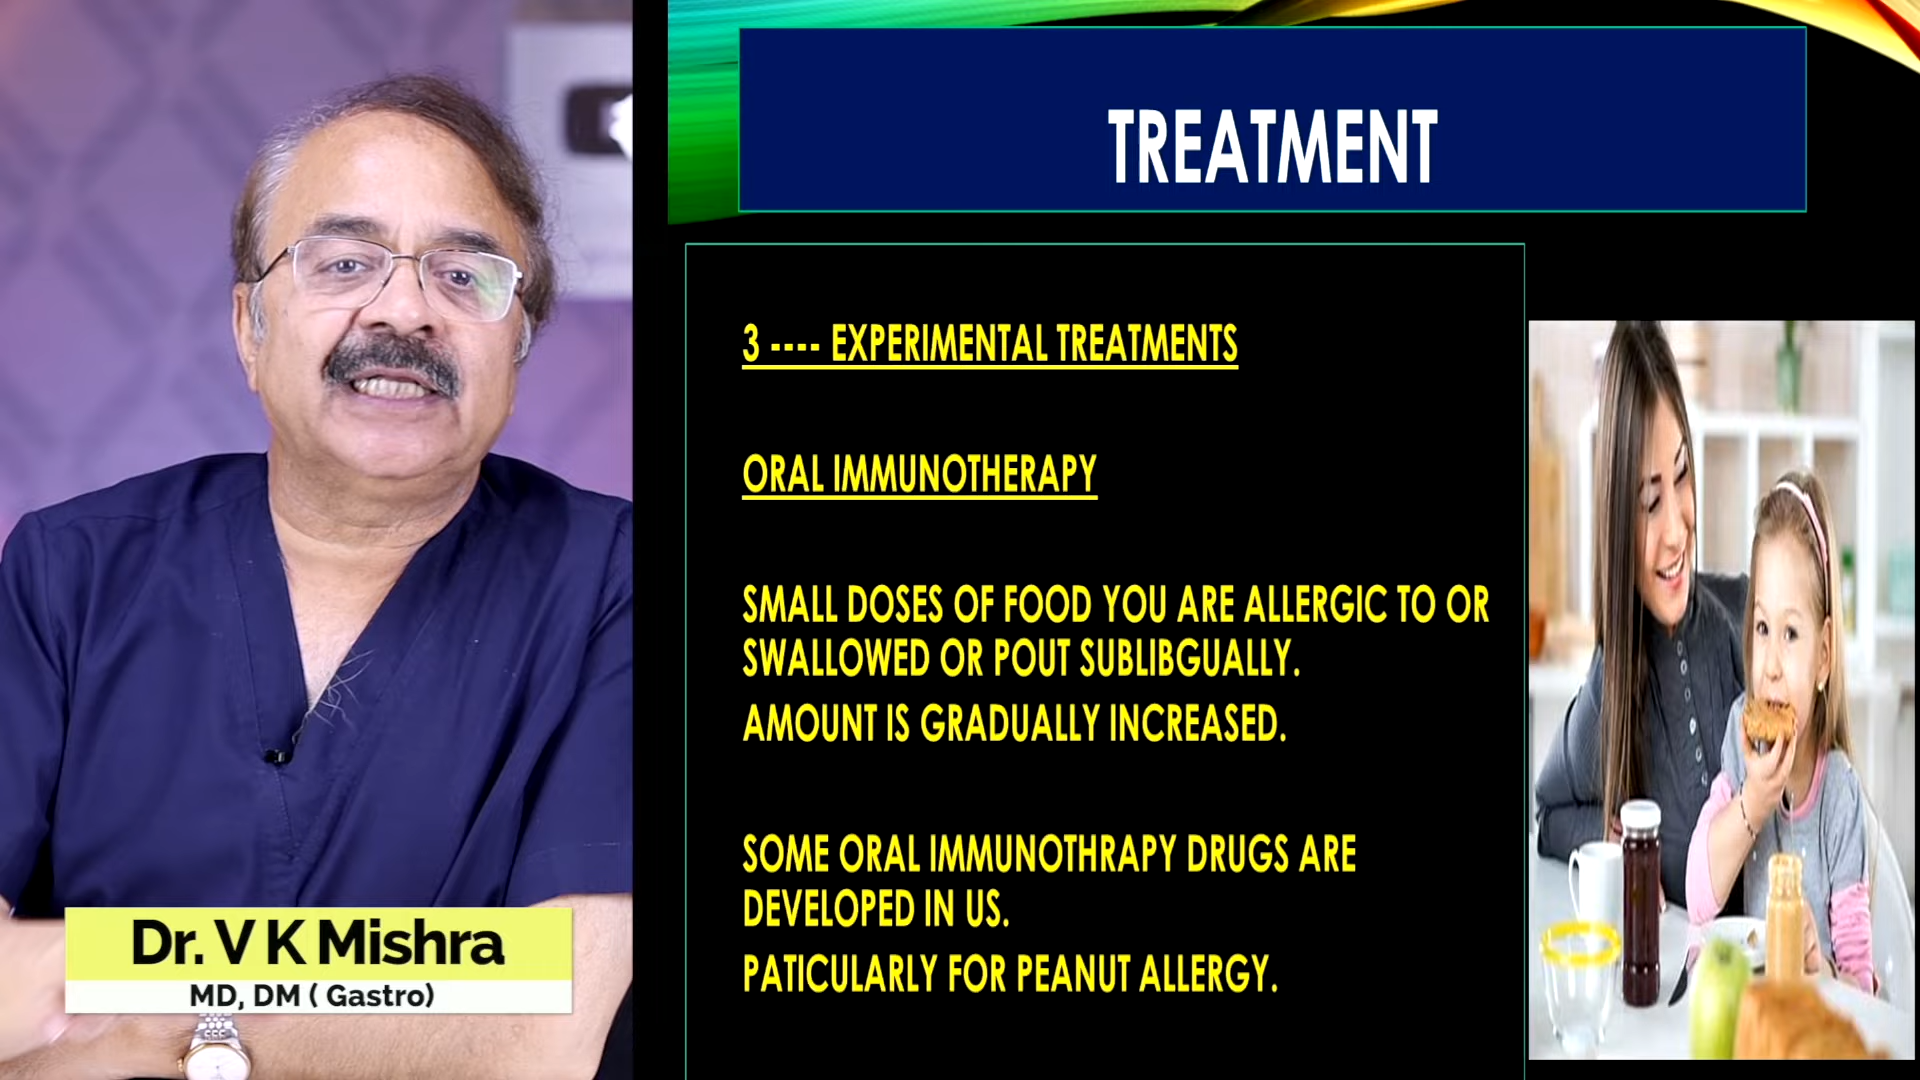 TREATMENT
3 ---- EXPERIMENTAL TREATMENTS
ORAL IMMUNOTHERAPY
SMALL DOSES OF FOOD YOU ARE ALLERGIC TO OR
SWALLOWED OR POUT SUBLIBGUALLY.
AMOUNT IS GRADUALLY INCREASED.
SOME ORAL IMMUNOTHRAPY DRUGS ARE
DEVELOPED IN US.
PATICULARLY FOR PEANUT ALLERGY.
Dr. V K Mishra
MD, DM ( Gastro)